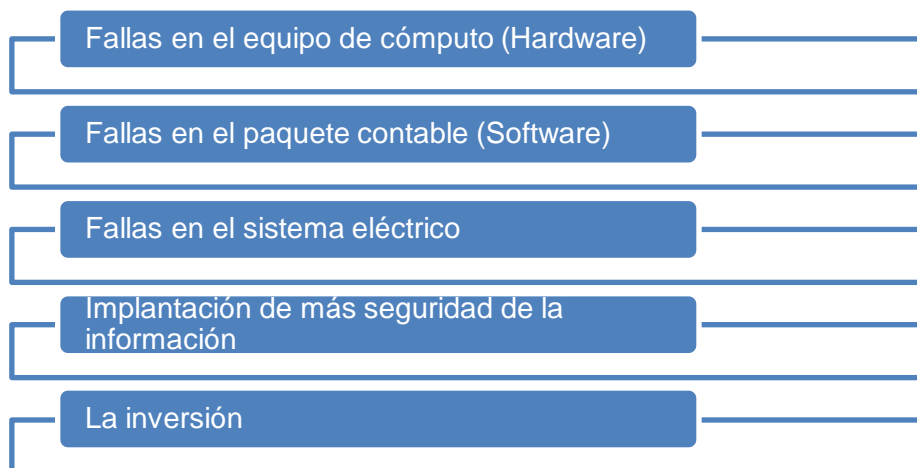 Fallas en el equipo de cómputo (Hardware)
Fallas en el paquete contable (Software)
Fallas en el sistema eléctrico
Implantación de más seguridad de la
información
La inversión